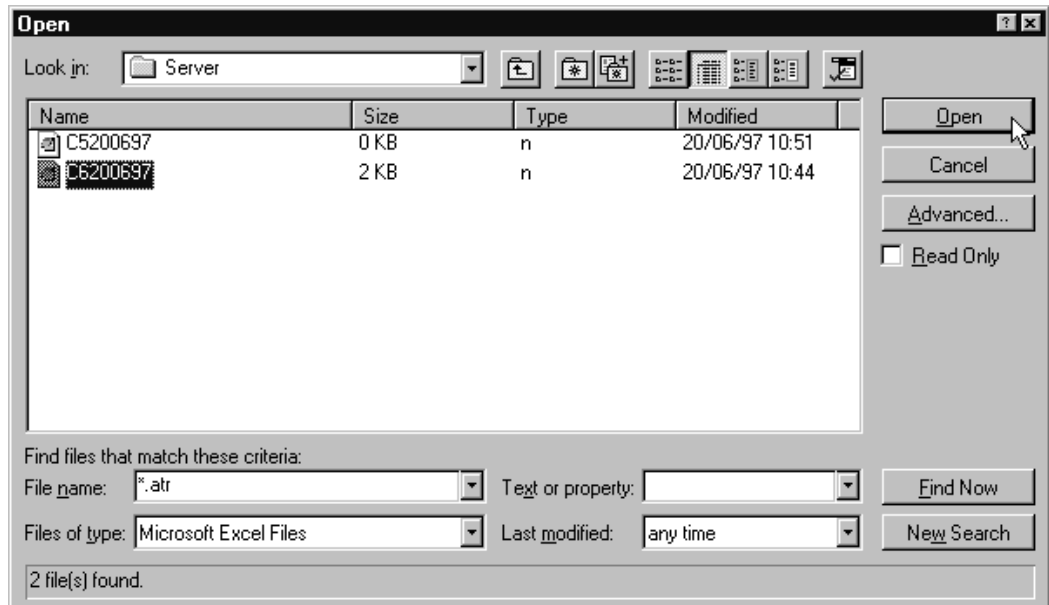 Open
Look in: Server
Name Size Type Modified
C5200697 0 KB n 20/06/97 10:51
C6200697 2 KB n 20/06/97 10:44
Open
Cancel
Advanced...
Read Only
Find files that match these criteria:
File name: *.atr Text or property: Find Now
Files of type: Microsoft Excel Files Last modified: any time New Search
2 file(s) found.